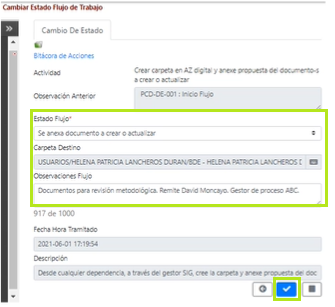 Cambiar Estado Flujo de Trabajo
Cambio De Estado
Bitácora de Acciones
Actividad
Crear carpeta en AZ digital y anexe propuesta del documento-s
a crear o actualizar
Observación Anterior
PCD-DE-001 : Inicio Flujo
Estado Flujo*
Se anexa documento a crear o actualizar
Carpeta Destino
USUARIOS/HELENA PATRICIA LANCHEROS DURAN/BDE - HELENA PATRICIA LANCHEROS D
Observaciones Flujo
Documentos para revisión metodológica. Remite David Moncayo. Gestor de proceso ABC.
917 de 1000
Fecha Hora Tramitado
2021-06-01 17:19:54
Descripción
Desde cualquier dependencia, a través del gestor SIG, cree la carpeta y anexe propuesta del doc